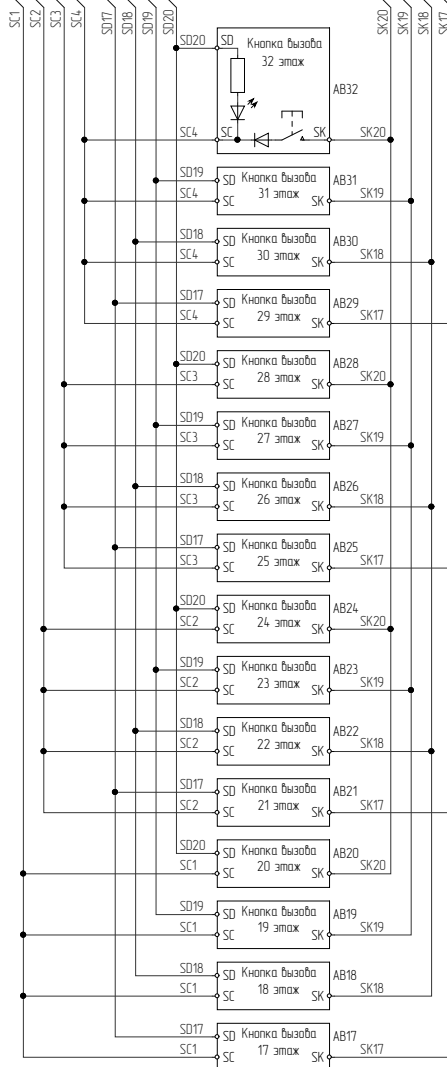 SC1 SC2 SC3 SC4 SD17 SD18 SD19 SD20 SK20 SK19 SK18 SK17
SD20 SD Кнопка вызова
32 этаж
AB32
SC4 SC SK SK20
SD19 SD Кнопка вызова AB31
SC4 SC 31 этаж SK SK19
SD18 SD Кнопка вызова AB30
SC4 SC 30 этаж SK SK18
SD17 SD Кнопка вызова AB29
SC4 SC 29 этаж SK SK17
SD20 SD Кнопка вызова AB28
SC3 SC 28 этаж SK SK20
SD19 SD Кнопка вызова AB27
SC3 SC 27 этаж SK SK19
SD18 SD Кнопка вызова AB26
SC3 SC 26 этаж SK SK18
SD17 SD Кнопка вызова AB25
SC3 SC 25 этаж SK SK17
SD20 SD Кнопка вызова AB24
SC2 SC 24 этаж SK SK20
SD19 SD Кнопка вызова AB23
SC2 SC 23 этаж SK SK19
SD18 SD Кнопка вызова AB22
SC2 SC 22 этаж SK SK18
SD17 SD Кнопка вызова AB21
SC2 SC 21 этаж SK SK17
SD20 SD Кнопка вызова AB20
SC1 SC 20 этаж SK SK20
SD19 SD Кнопка вызова AB19
SC1 SC 19 этаж SK SK19
SD18 SD Кнопка вызова AB18
SC1 SC 18 этаж SK SK18
SD17 SD Кнопка вызова AB17
SC1 SC 17 этаж SK SK17